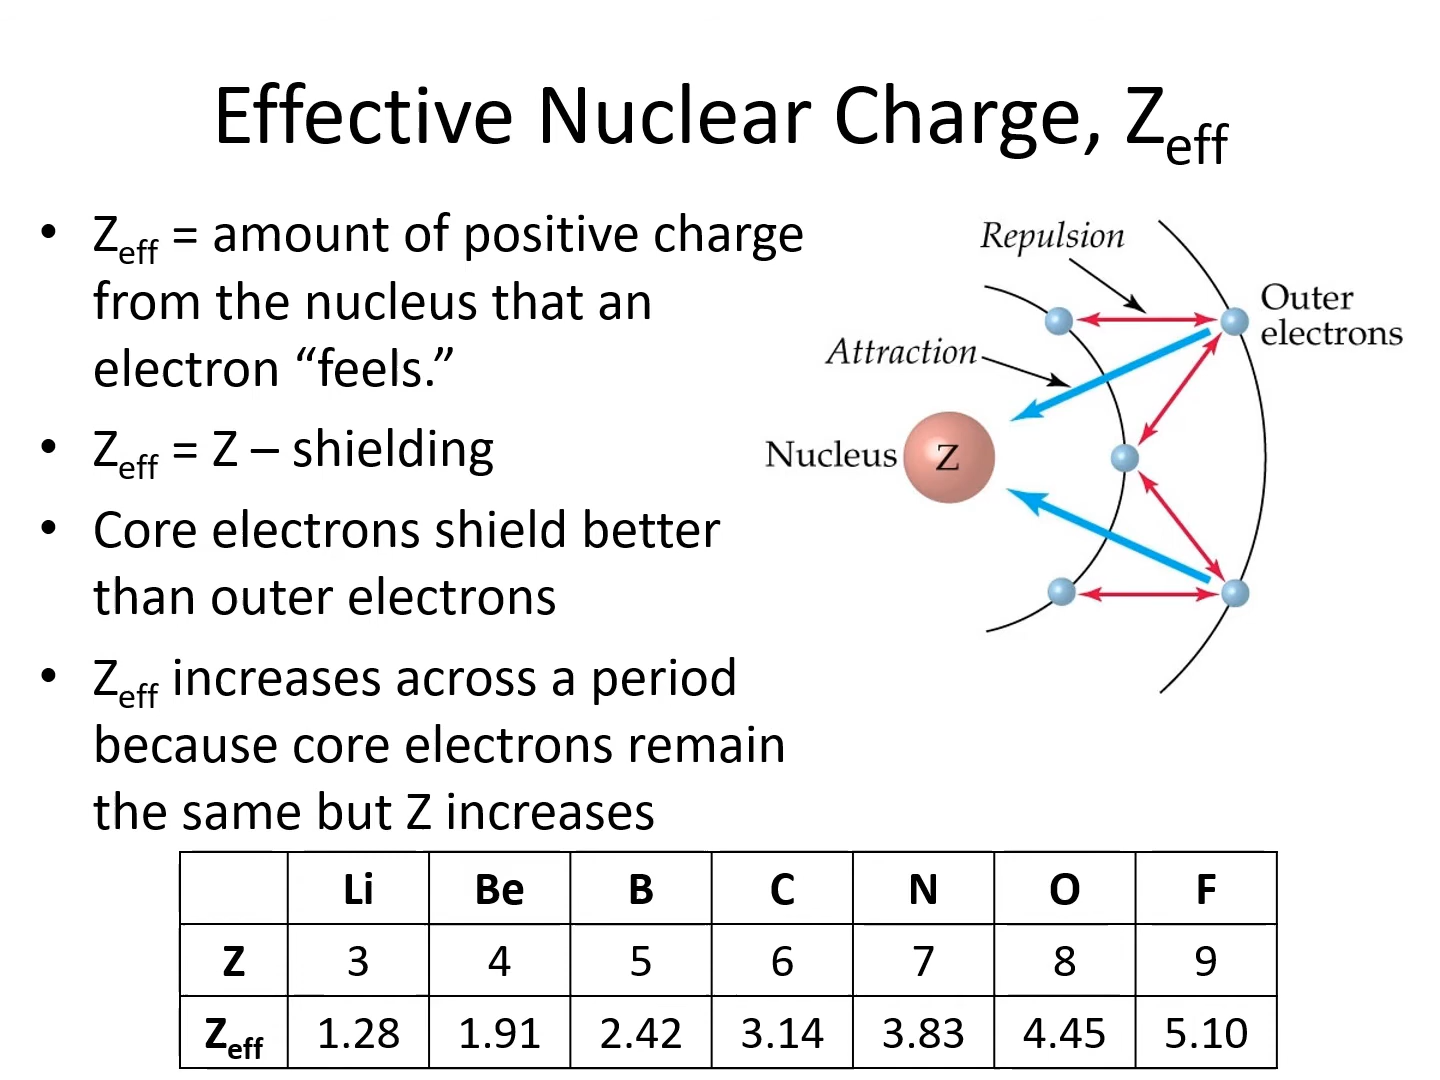 Effective Nuclear Charge, Zeff
• Zeff = amount of positive charge
from the nucleus that an
electron “feels.”
• Zeff = Z – shielding
• Core electrons shield better
than outer electrons
• Zeff increases across a period
because core electrons remain
the same but Z increases
Repulsion
Outer
electrons
Attraction
Nucleus
Z
Li Be B C N O F
Z 3 4 5 6 7 8 9
Zeff 1.28 1.91 2.42 3.14 3.83 4.45 5.10